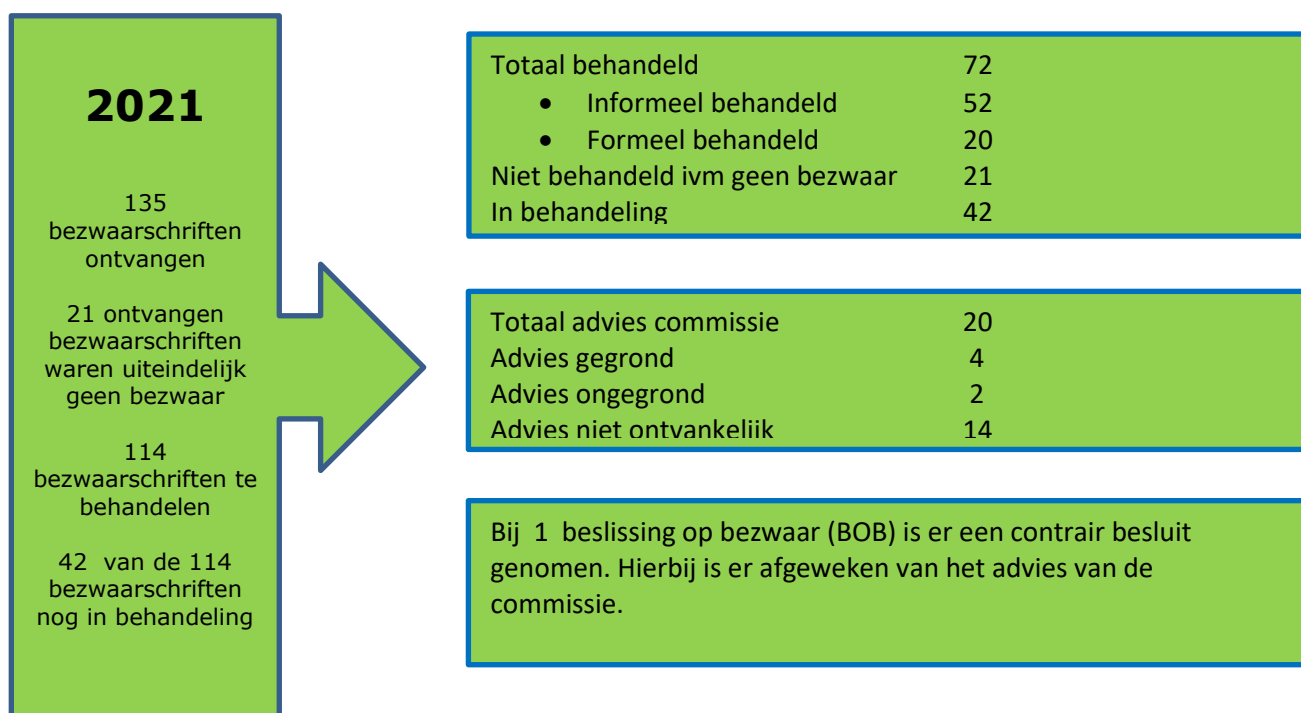 2021
135
bezwaarschriften
ontvangen
21 ontvangen
bezwaarschriften
waren uiteindelijk
geen bezwaar
114
bezwaarschriften te
behandelen
42 van de 114
bezwaarschriften
nog in behandeling
Totaal behandeld 72
• Informeel behandeld 52
• Formeel behandeld 20
Niet behandeld ivm geen bezwaar 21
In behandeling 42
Totaal advies commissie 20
Advies gegrond 4
Advies ongegrond 2
Advies niet ontvankelijk 14
Bij 1 beslissing op bezwaar (BOB) is er een contrair besluit
genomen. Hierbij is er afgeweken van het advies van de
commissie.